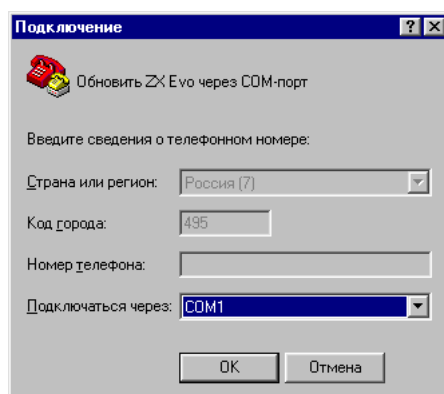 Подключение
Обновить ZX Evo через COM-порт
Введите сведения о телефонном номере:
Страна или регион: Россия (7)
Код города: 495
Номер телефона:
Подключаться через: COM1
OK Отмена